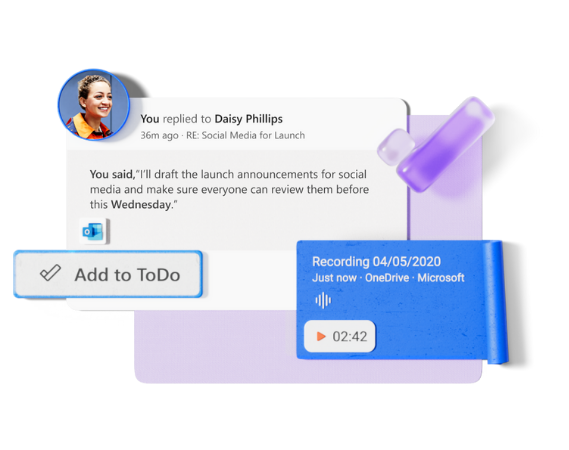 You replied to Daisy Phillips
36m ago · RE: Social Media for Launch
You said,"I'll draft the launch announcements for social
media and make sure everyone can review them before
this Wednesday."
Add to ToDo
Recording 04/05/2020
Just now · OneDrive · Microsoft
02:42